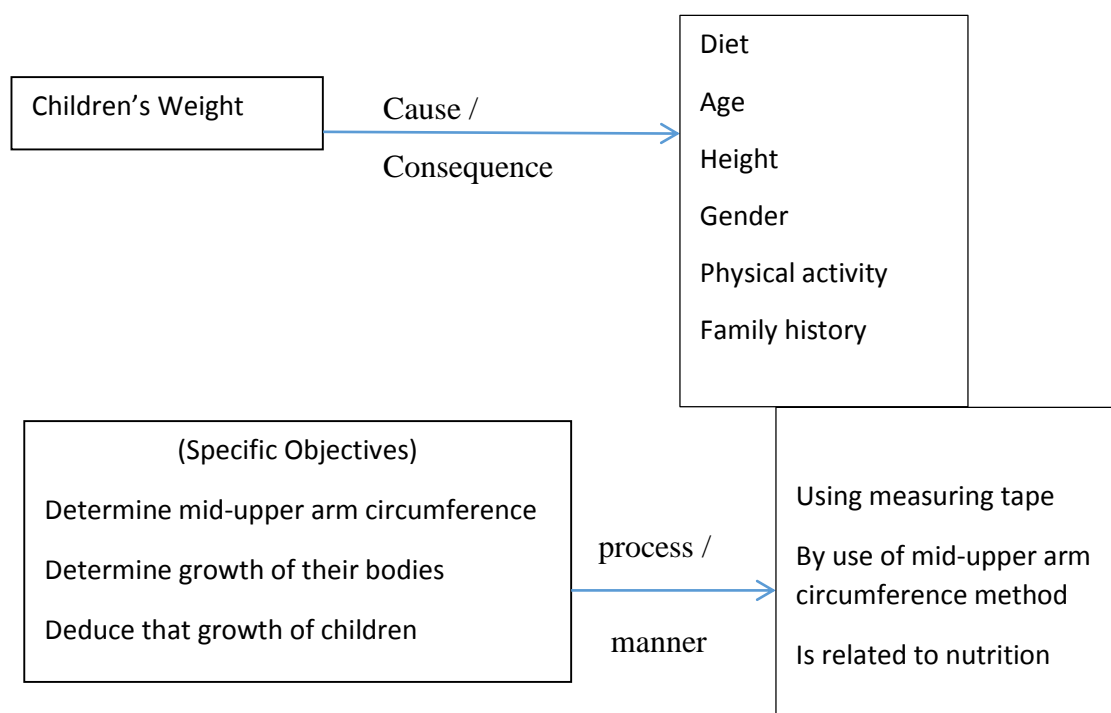 Children’s Weight
Cause /
Consequence
Diet
Age
Height
Gender
Physical activity
Family history
(Specific Objectives)
Determine mid-upper arm circumference
Determine growth of their bodies
Deduce that growth of children
process /
manner
Using measuring tape
By use of mid-upper arm
circumference method
Is related to nutrition